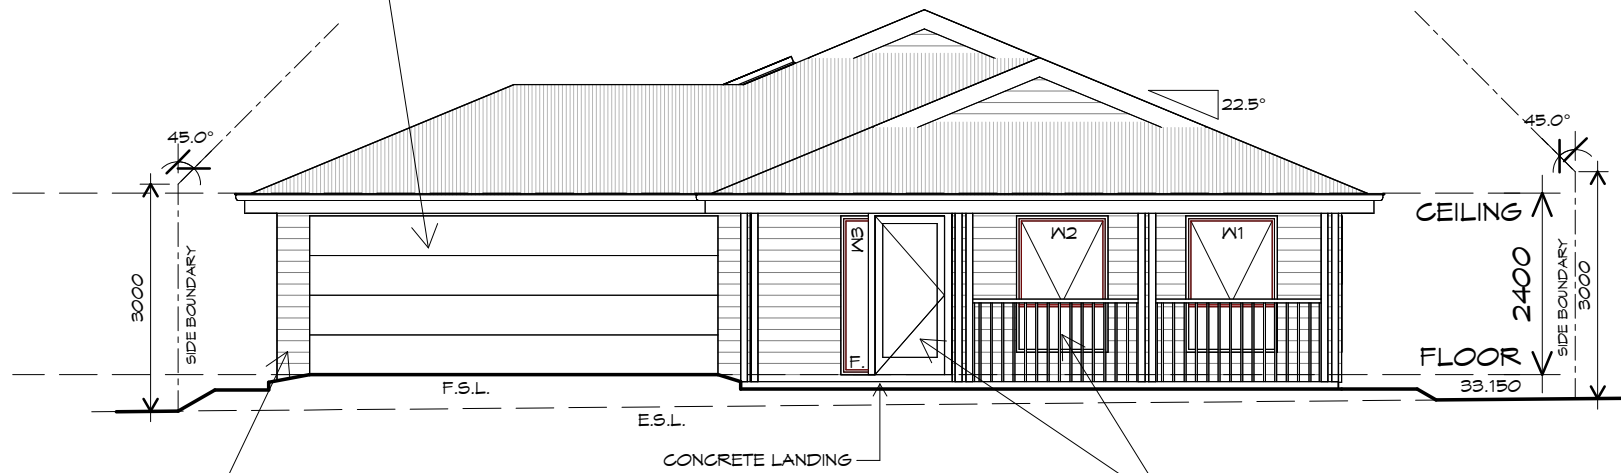 22.5°
45.0°
45.0°
CEILING
3000
SIDE BOUNDARY
W3
W2
W1
2400
SIDE BOUNDARY
3000
F.
FLOOR
33.150
F.S.L.
E.S.L.
CONCRETE LANDING